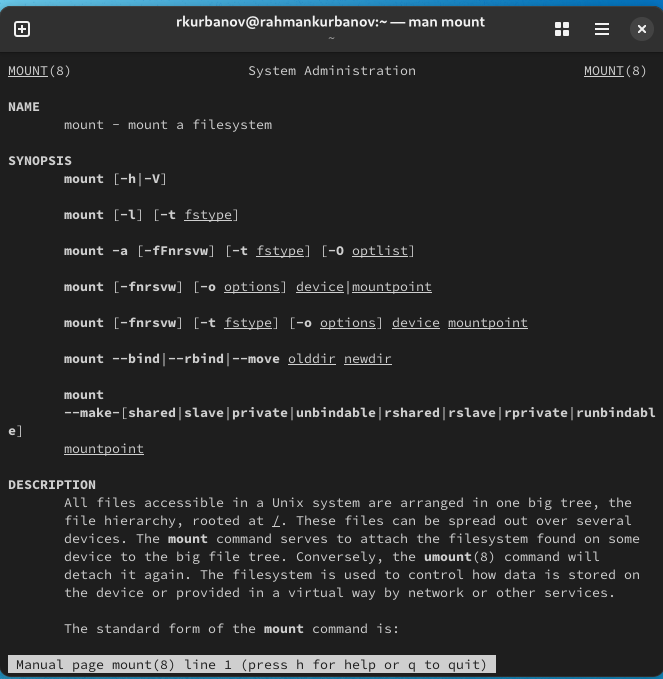 rkurbanov@rahmankurbanov:~ — man mount
~
MOUNT(8) System Administration MOUNT(8)
NAME
mount - mount a filesystem
SYNOPSIS
mount [-h|-V]
mount [-l] [-t fstype]
mount -a [-fFnrsvw] [-t fstype] [-O optlist]
mount [-fnrsvw] [-o options] device|mountpoint
mount [-fnrsvw] [-t fstype] [-o options] device mountpoint
mount --bind|--rbind|--move olddir newdir
mount
--make-[shared|slave|private|unbindable|rshared|rslave|rprivate|runbindabl
e]
mountpoint
DESCRIPTION
All files accessible in a Unix system are arranged in one big tree, the
file hierarchy, rooted at /. These files can be spread out over several
devices. The mount command serves to attach the filesystem found on some
device to the big file tree. Conversely, the umount(8) command will
detach it again. The filesystem is used to control how data is stored on
the device or provided in a virtual way by network or other services.
The standard form of the mount command is:
Manual page mount(8) line 1 (press h for help or q to quit)